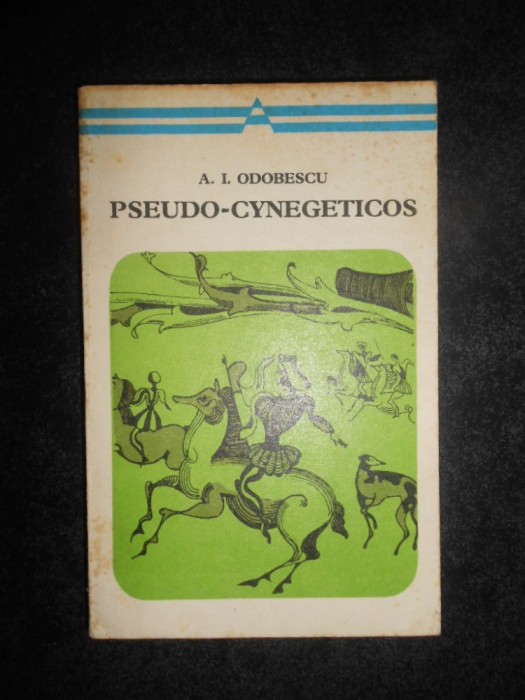 A. I. ODOBESCU
PSEUDO-CYNEGETICOS